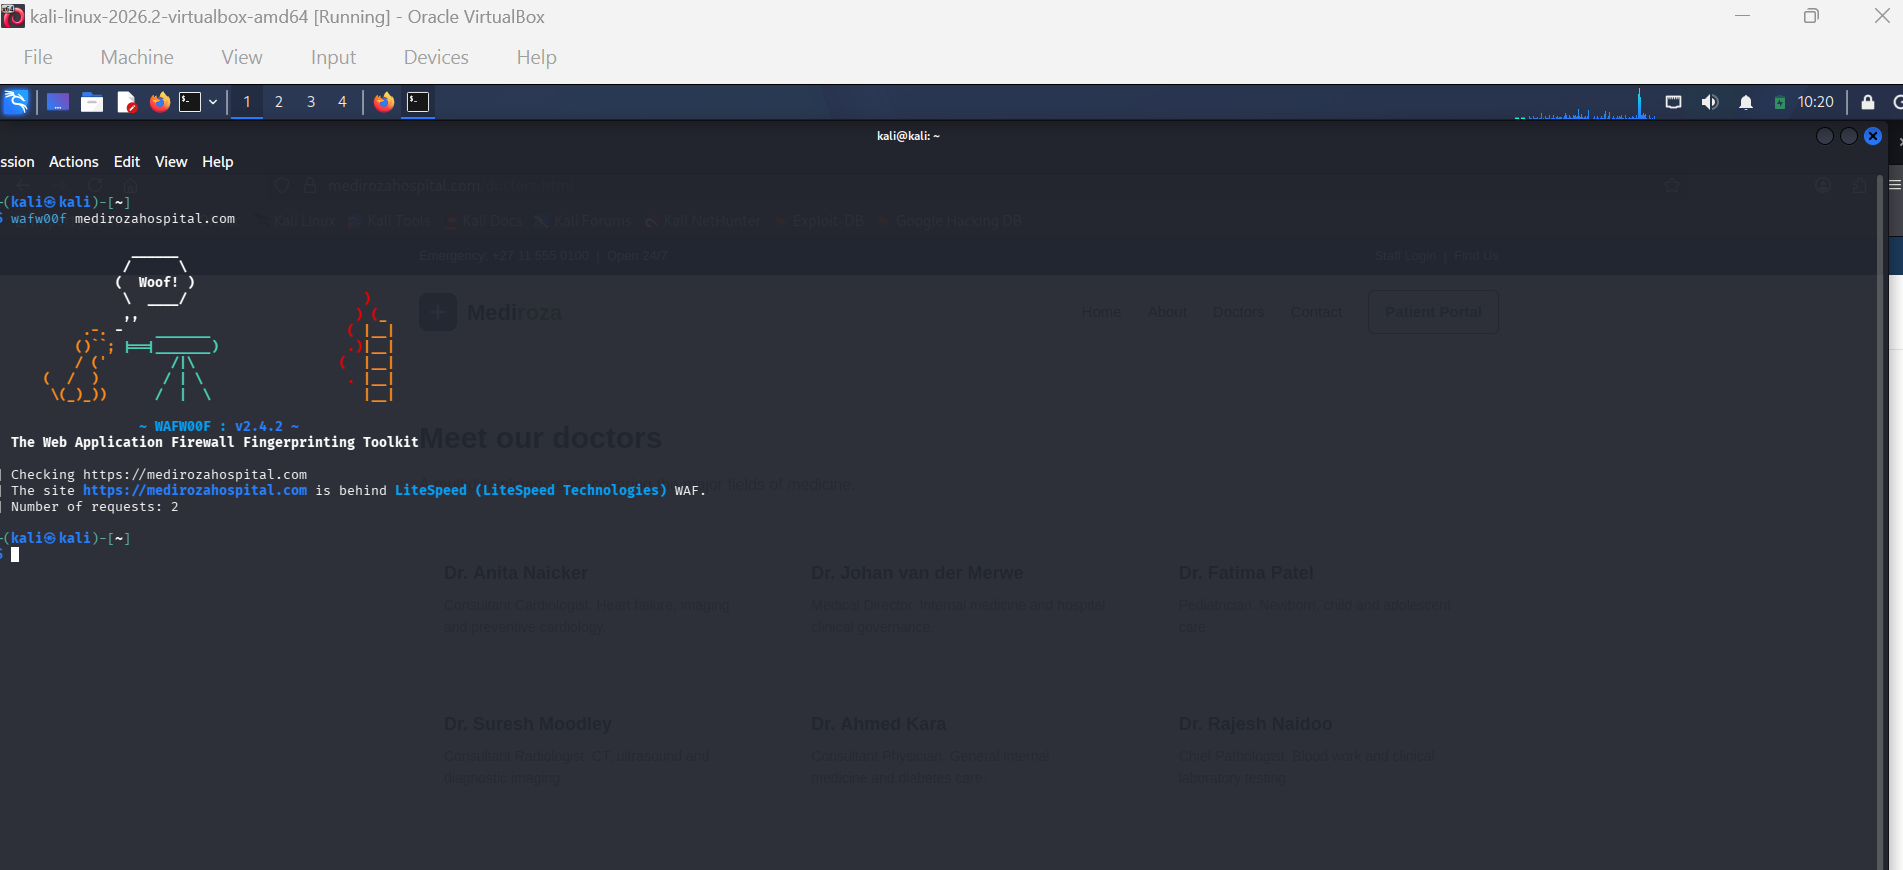 kali-linux-2026.2-virtualbox-amd64 [Running] - Oracle VirtualBox
File Machine View Input Devices Help
1 2 3 4 10:20
kali@kali: ~
ssion Actions Edit View Help
medirozahospital.com/doctors.html
(kali㉿kali)-[~]
$ wafw00f medirozahospital.com
Kali Linux Kali Tools Kali Docs Kali Forums Kali NetHunter Exploit-DB Google Hacking DB
Emergency: +27 11 555 0100 | Open 24/7 Staff Login | Find Us
Woof!
Mediroza Home About Doctors Contact Patient Portal
~ WAFW00F : v2.4.2 ~
The Web Application Firewall Fingerprinting Toolkit
Meet our doctors
Checking https://medirozahospital.com
The site https://medirozahospital.com is behind LiteSpeed (LiteSpeed Technologies) WAF.
fields of medicine.
Number of requests: 2
(kali㉿kali)-[~]
$
Dr. Anita Naicker Dr. Johan van der Merwe Dr. Fatima Patel
Consultant Cardiologist. Heart failure, imaging Medical Director. Internal medicine and hospital Pediatrician. Newborn, child and adolescent
and preventive cardiology. clinical governance. care.
Dr. Suresh Moodley Dr. Ahmed Kara Dr. Rajesh Naidoo
Consultant Radiologist. CT, ultrasound and Consultant Physician. General internal Chief Pathologist. Blood work and clinical
diagnostic imaging. medicine and diabetes care. laboratory testing.